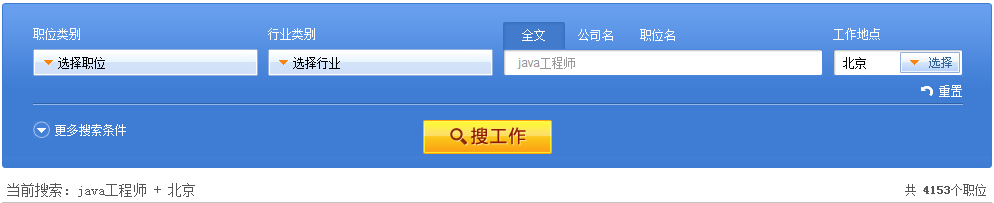 职位类别 行业类别 全文 公司名 职位名 工作地点
选择职位 选择行业 java工程师 北京 选择
重置
更多搜索条件 搜工作
当前搜索：java工程师 + 北京 共 4153个职位